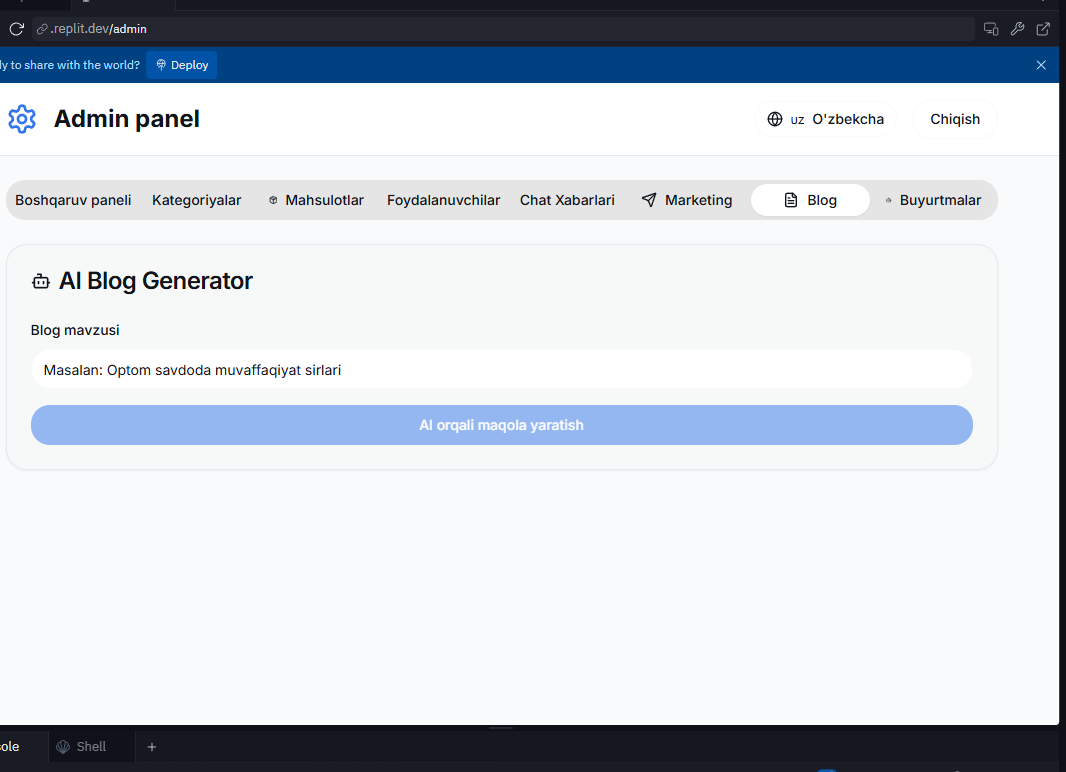 .replit.dev/admin
y to share with the world? Deploy
Admin panel
UZ O'zbekcha
Chiqish
Boshqaruv paneli Kategoriyalar Mahsulotlar Foydalanuvchilar Chat Xabarlari Marketing Blog Buyurtmalar
AI Blog Generator
Blog mavzusi
Masalan: Optom savdoda muvaffaqiyat sirlari
AI orqali maqola yaratish
ole Shell